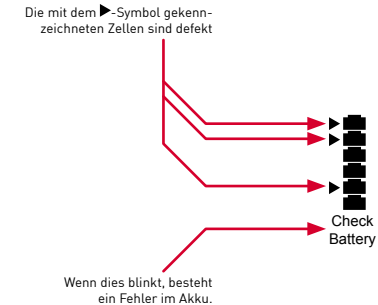 Die mit dem ▶-Symbol gekenn-
zeichneten Zellen sind defekt
Check
Battery
Wenn dies blinkt, besteht
ein Fehler im Akku.